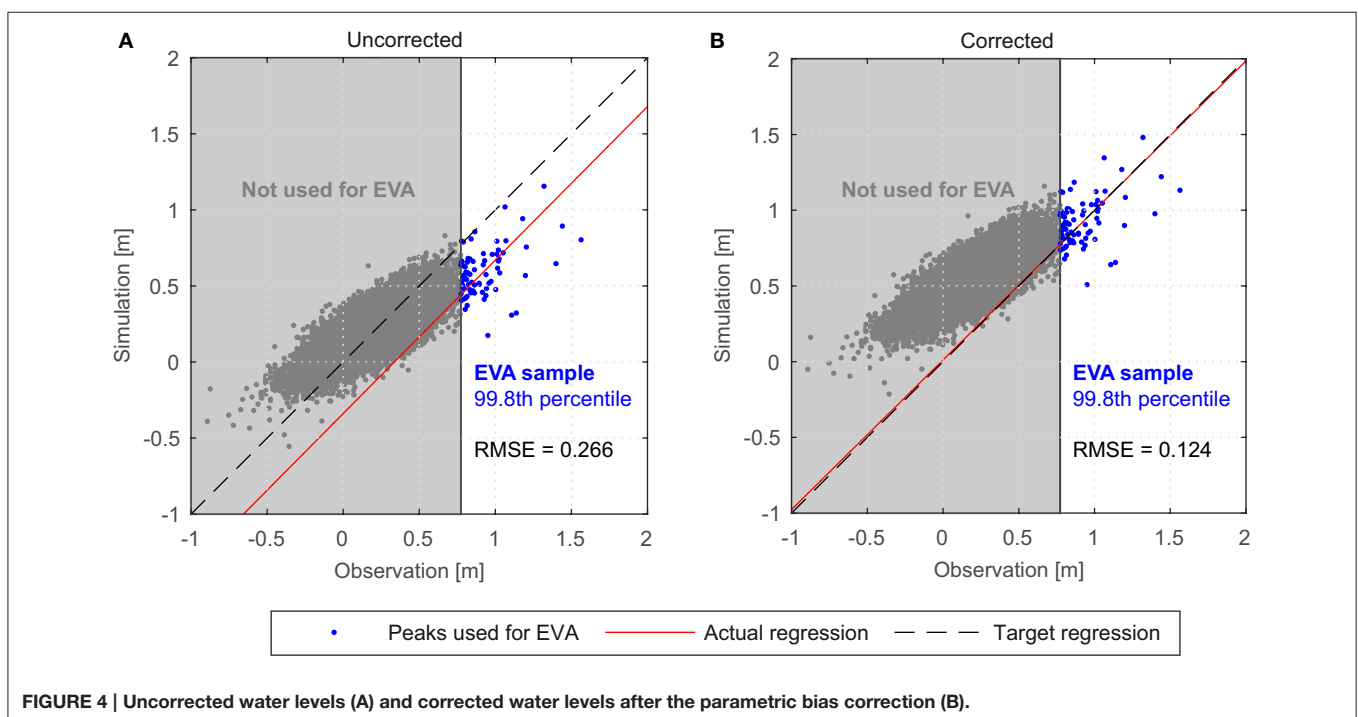 A
Uncorrected
2
1.5
1
0.5
0
-0.5
-1
Simulation [m]
Not used for EVA
EVA sample
99.8th percentile
RMSE = 0.266
-1 -0.5 0 0.5 1 1.5 2
Observation [m]
B
Corrected
2
1.5
1
0.5
0
-0.5
-1
Simulation [m]
Not used for EVA
EVA sample
99.8th percentile
RMSE = 0.124
-1 -0.5 0 0.5 1 1.5 2
Observation [m]
Peaks used for EVA Actual regression Target regression
FIGURE 4 | Uncorrected water levels (A) and corrected water levels after the parametric bias correction (B).